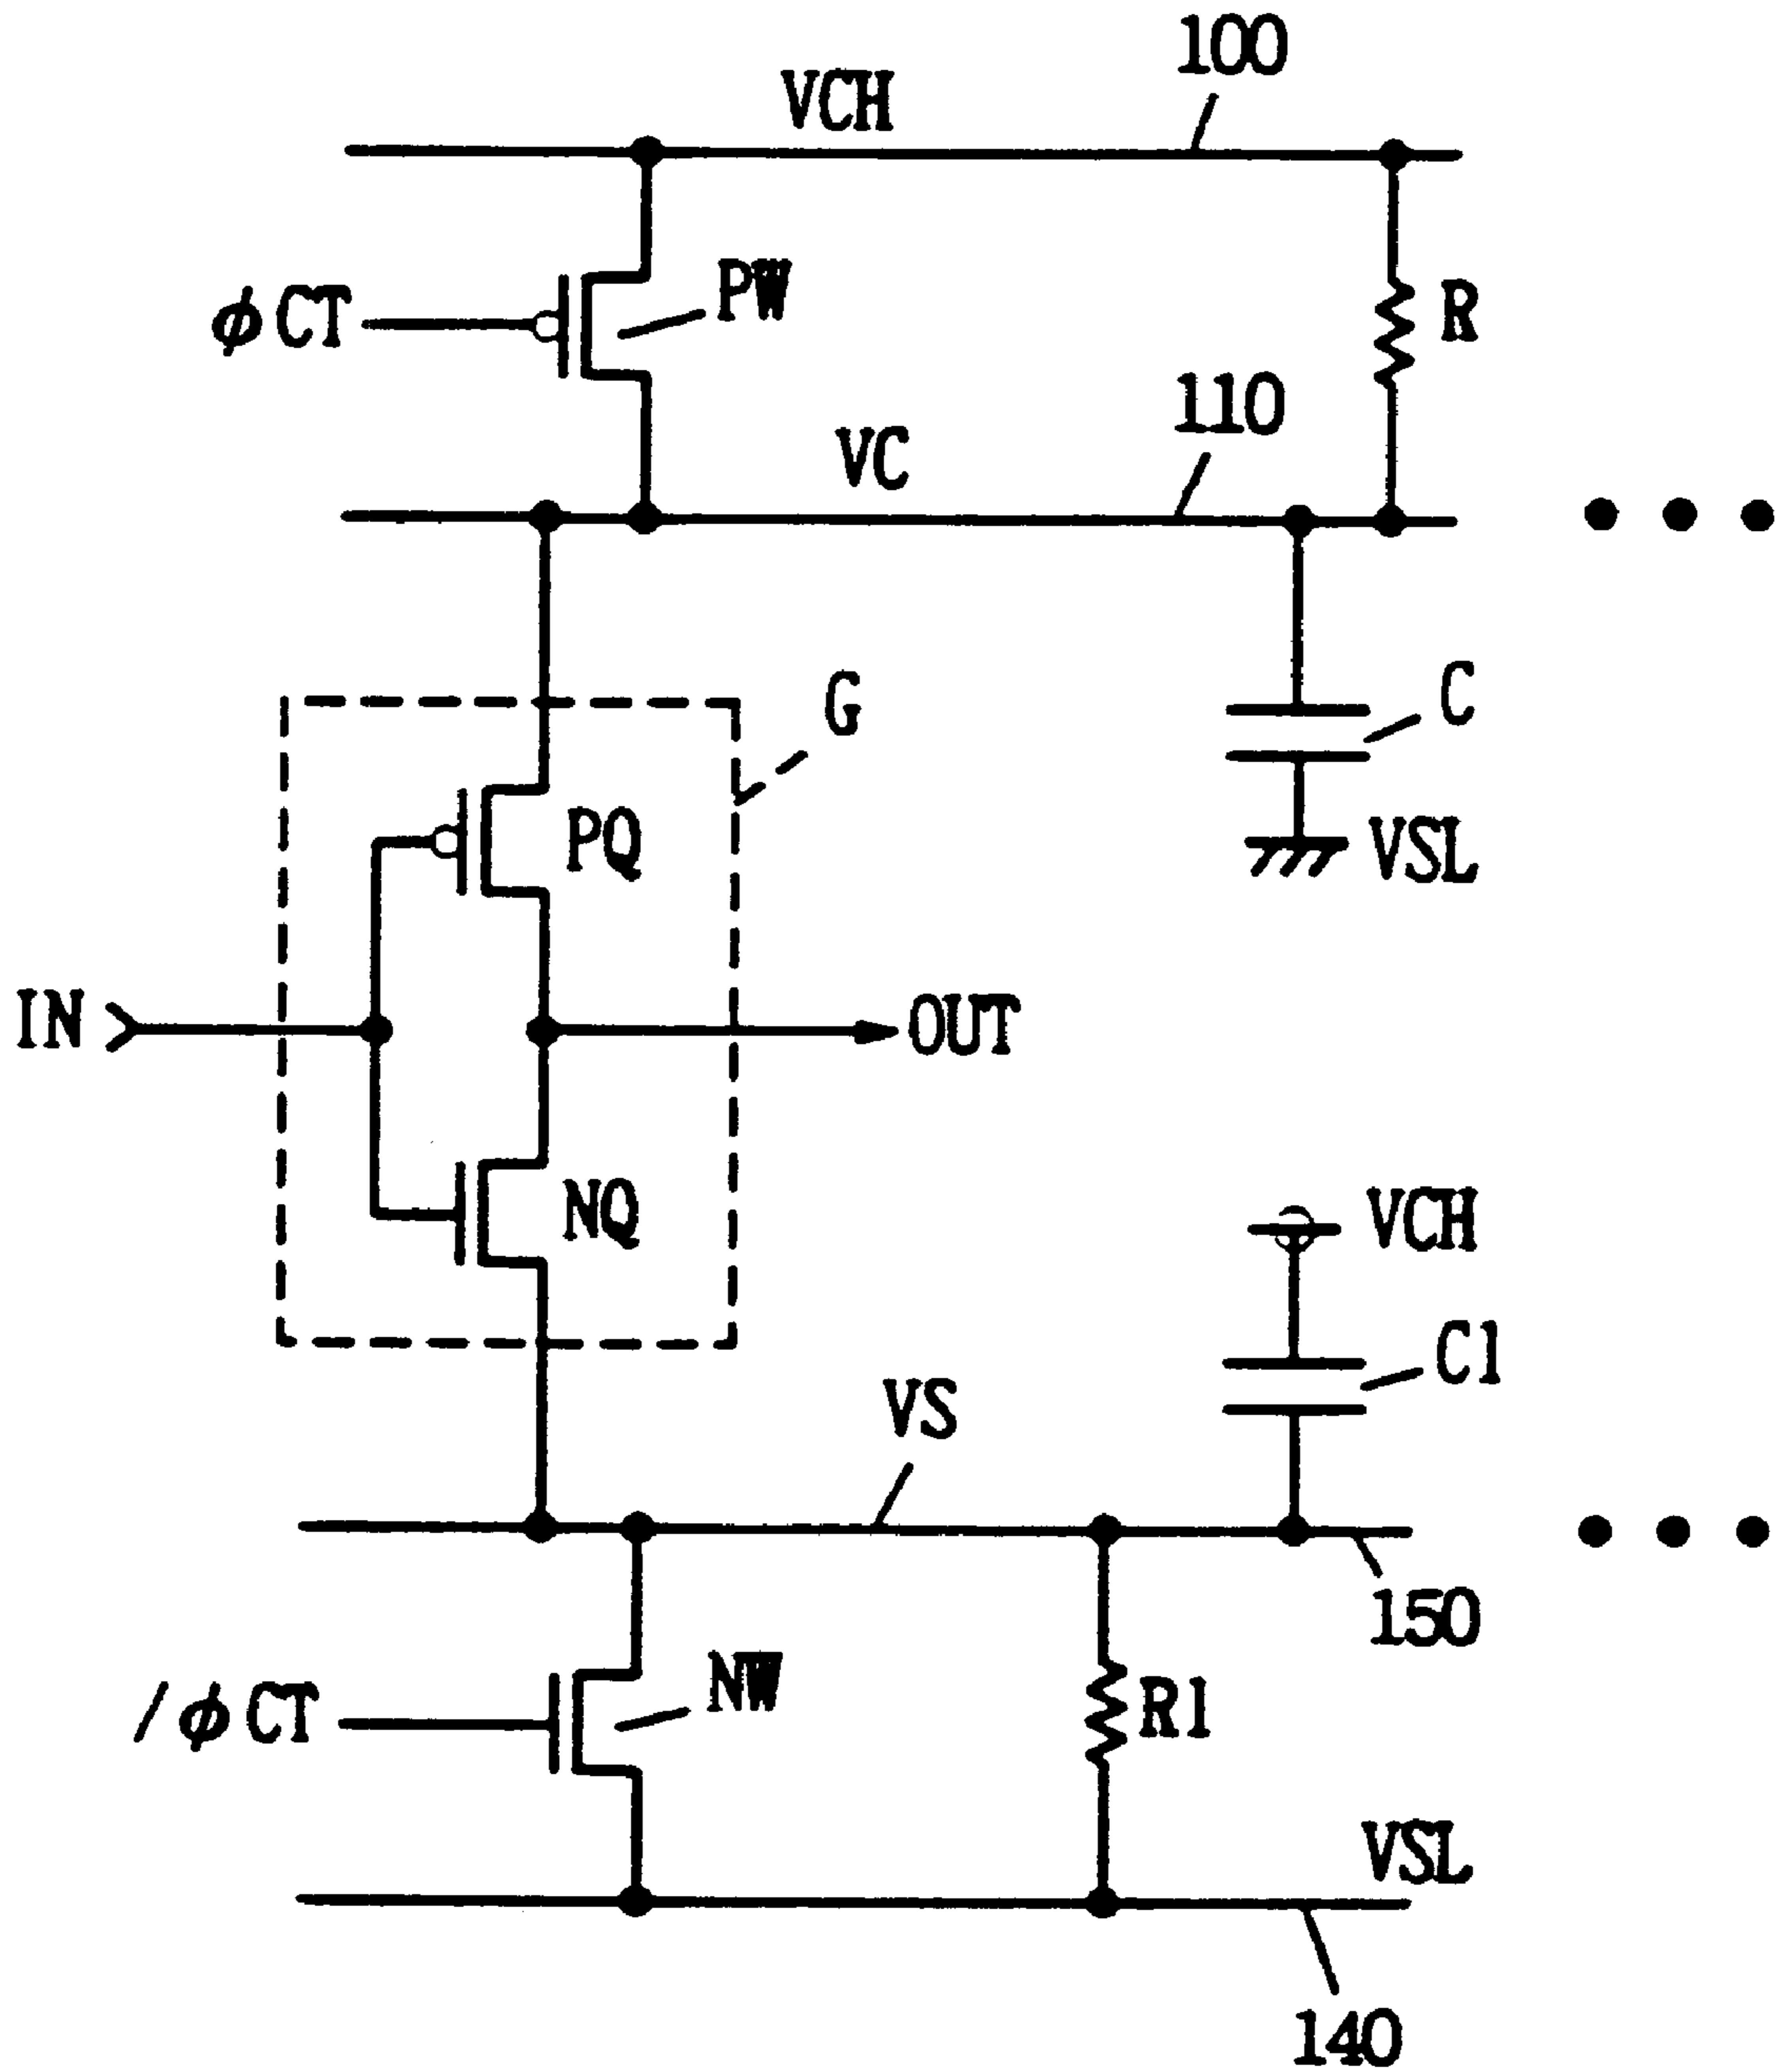 100
VCH
PW
φCT
R
110
VC
C
G
VSL
PQ
IN
OUT
NQ
VCH
C1
VS
150
NW
/φCT
R1
VSL
140